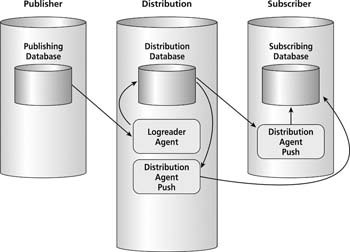 Publisher
Distribution
Subscriber
Publishing
Database
Distribution
Database
Subscribing
Database
Logreader
Agent
Distribution
Agent
Push
Distribution
Agent
Push